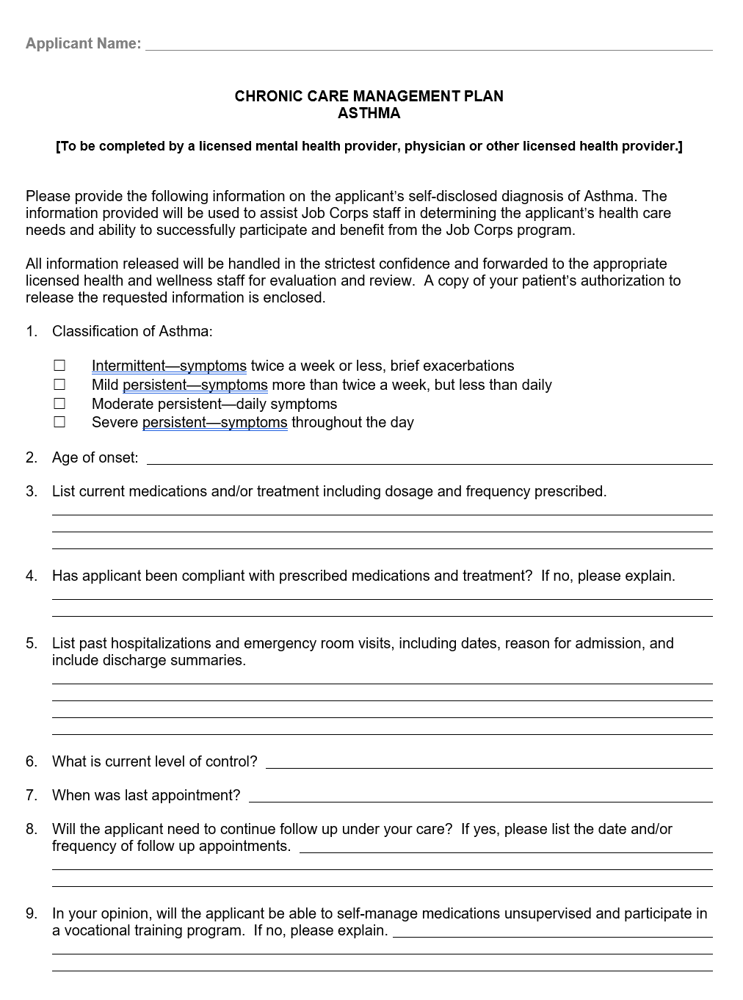 Applicant Name:
CHRONIC CARE MANAGEMENT PLAN
ASTHMA
[To be completed by a licensed mental health provider, physician or other licensed health provider.]
Please provide the following information on the applicant’s self-disclosed diagnosis of Asthma. The
information provided will be used to assist Job Corps staff in determining the applicant’s health care
needs and ability to successfully participate and benefit from the Job Corps program.
All information released will be handled in the strictest confidence and forwarded to the appropriate
licensed health and wellness staff for evaluation and review.  A copy of your patient’s authorization to
release the requested information is enclosed.
1. Classification of Asthma:
☐ Intermittent—symptoms twice a week or less, brief exacerbations
☐ Mild persistent—symptoms more than twice a week, but less than daily
☐ Moderate persistent—daily symptoms
☐ Severe persistent—symptoms throughout the day
2. Age of onset:
3. List current medications and/or treatment including dosage and frequency prescribed.
4. Has applicant been compliant with prescribed medications and treatment?  If no, please explain.
5. List past hospitalizations and emergency room visits, including dates, reason for admission, and
include discharge summaries.
6. What is current level of control?
7. When was last appointment?
8. Will the applicant need to continue follow up under your care?  If yes, please list the date and/or
frequency of follow up appointments.
9. In your opinion, will the applicant be able to self-manage medications unsupervised and participate in
a vocational training program.  If no, please explain.